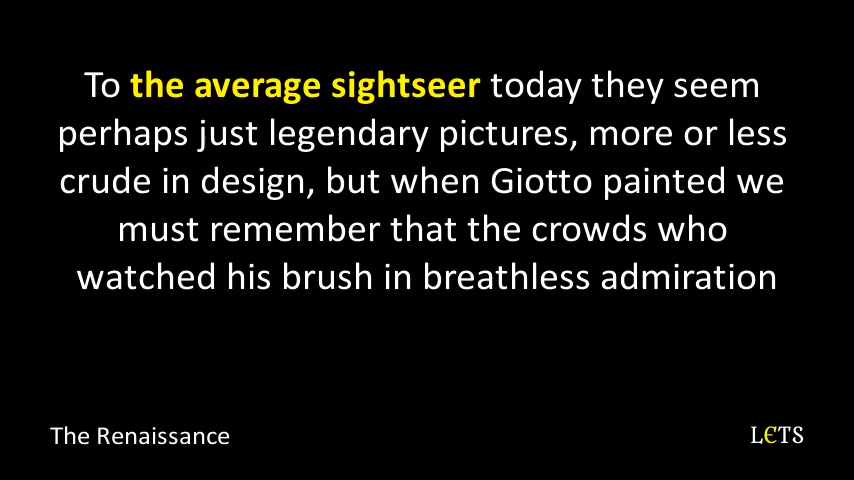 To the average sightseer today they seem
perhaps just legendary pictures, more or less
crude in design, but when Giotto painted we
must remember that the crowds who
watched his brush in breathless admiration
The Renaissance
LЄTS